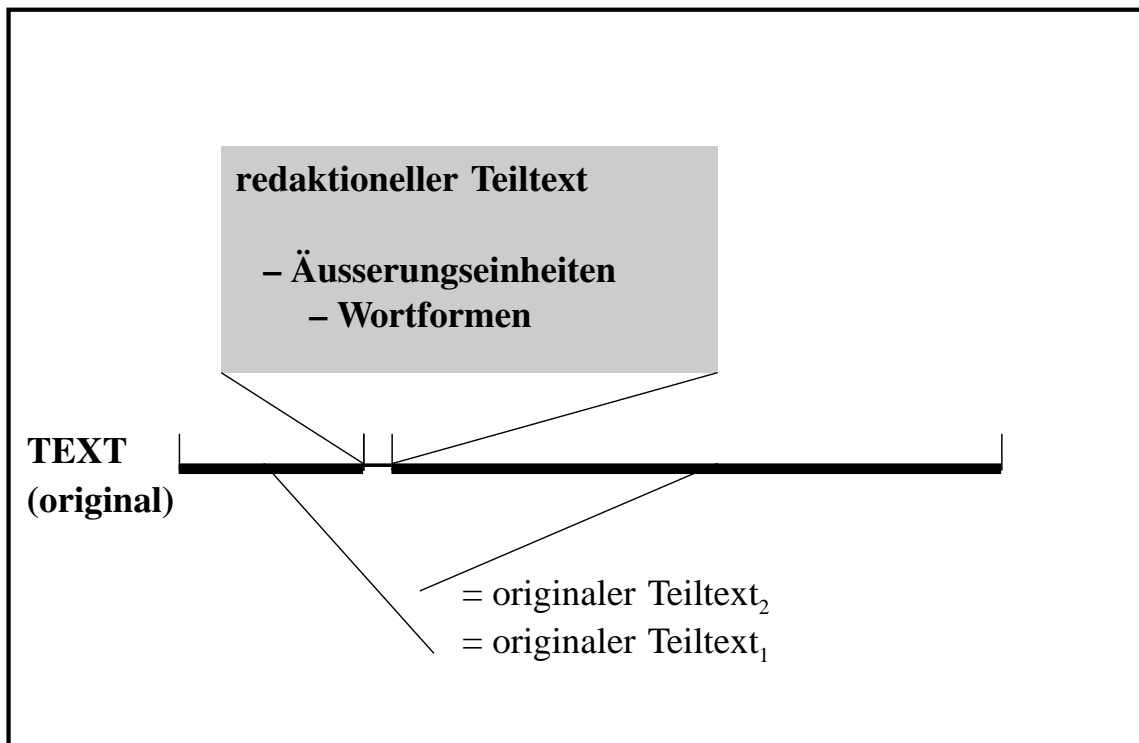 redaktioneller Teiltext
– Äusserungseinheiten
– Wortformen
TEXT
(original)
= originaler Teiltext₂
= originaler Teiltext₁